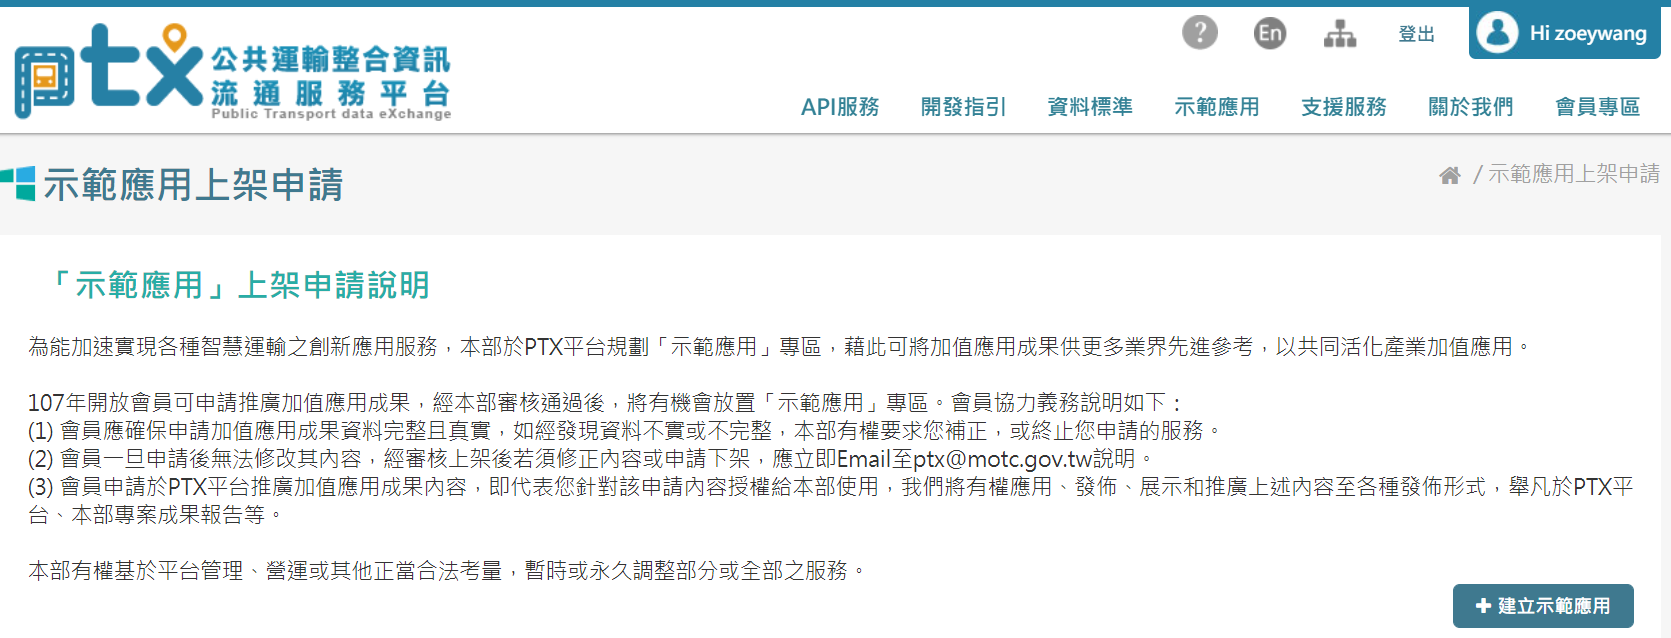 ?
En
登出
Hi zoeywang
ptx
公共運輸整合資訊
流通服務平台
Public Transport data eXchange
API服務
開發指引
資料標準
示範應用
支援服務
關於我們
會員專區
示範應用上架申請
/ 示範應用上架申請
「示範應用」上架申請說明
為能加速實現各種智慧運輸之創新應用服務，本部於PTX平台規劃「示範應用」專區，藉此可將加值應用成果供更多業界先進參考，以共同活化產業加值應用。
107年開放會員可申請推廣加值應用成果，經本部審核通過後，將有機會放置「示範應用」專區。會員協力義務說明如下：
(1) 會員應確保申請加值應用成果資料完整且真實，如經發現資料不實或不完整，本部有權要求您補正，或終止您申請的服務。
(2) 會員一旦申請後無法修改其內容，經審核上架後若須修正內容或申請下架，應立即Email至ptx@motc.gov.tw說明。
(3) 會員申請於PTX平台推廣加值應用成果內容，即代表您針對該申請內容授權給本部使用，我們將有權應用、發佈、展示和推廣上述內容至各種發佈形式，舉凡於PTX平
台、本部專案成果報告等。
本部有權基於平台管理、營運或其他正當合法考量，暫時或永久調整部分或全部之服務。
+ 建立示範應用